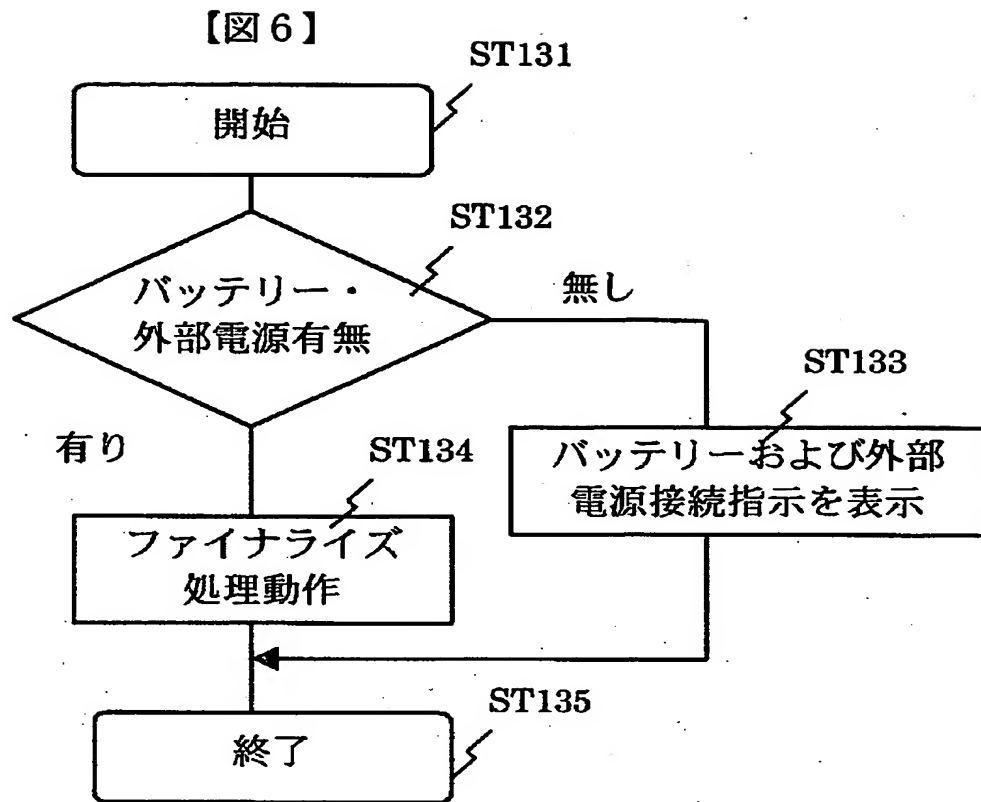 【図6】
ST131
開始
ST132
バッテリー・
外部電源有無
無し
ST133
有り
ST134
バッテリーおよび外部
電源接続指示を表示
ファイナライズ
処理動作
ST135
終了